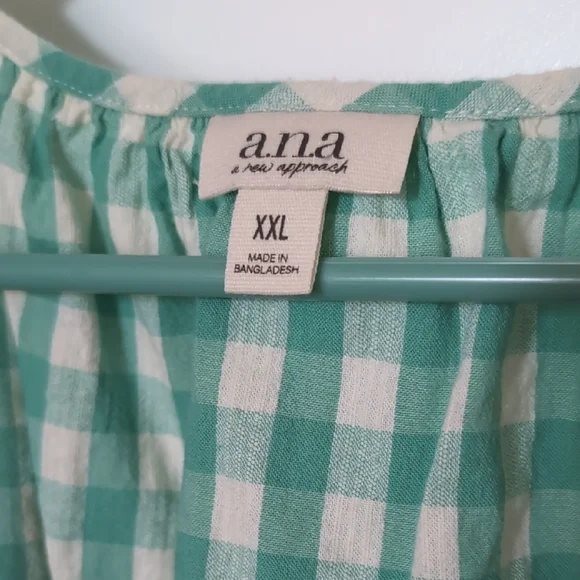 a.n.a
a new approach
XXL
MADE IN
BANGLADESH